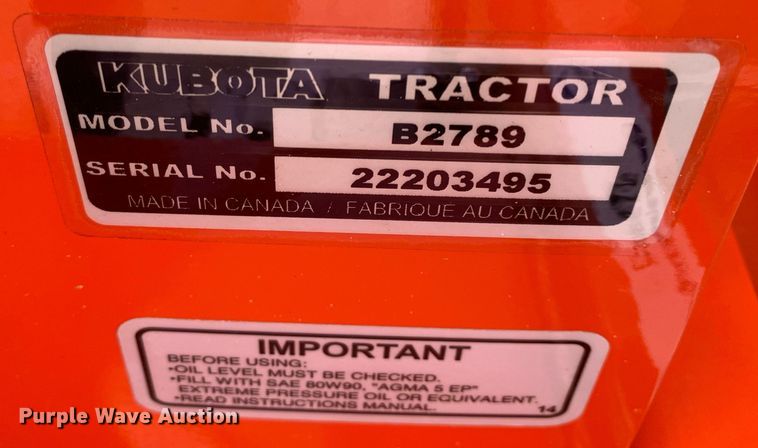 KUBOTA TRACTOR
MODEL No. B2789
SERIAL No. 22203495
MADE IN CANADA / FABRIQUE AU CANADA
IMPORTANT
BEFORE USING:
•OIL LEVEL MUST BE CHECKED.
•FILL WITH SAE 80W90, "AGMA 5 EP"
EXTREME PRESSURE OIL OR EQUIVALENT.
•READ INSTRUCTIONS MANUAL.
14
Purple Wave Auction